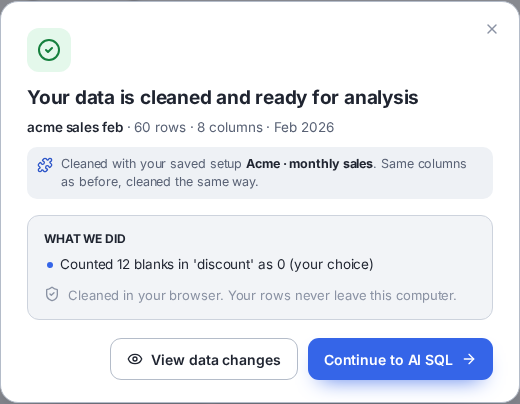 Your data is cleaned and ready for analysis
acme sales feb · 60 rows · 8 columns · Feb 2026
Cleaned with your saved setup Acme · monthly sales. Same columns
as before, cleaned the same way.
WHAT WE DID
• Counted 12 blanks in 'discount' as 0 (your choice)
Cleaned in your browser. Your rows never leave this computer.
View data changes
Continue to AI SQL →